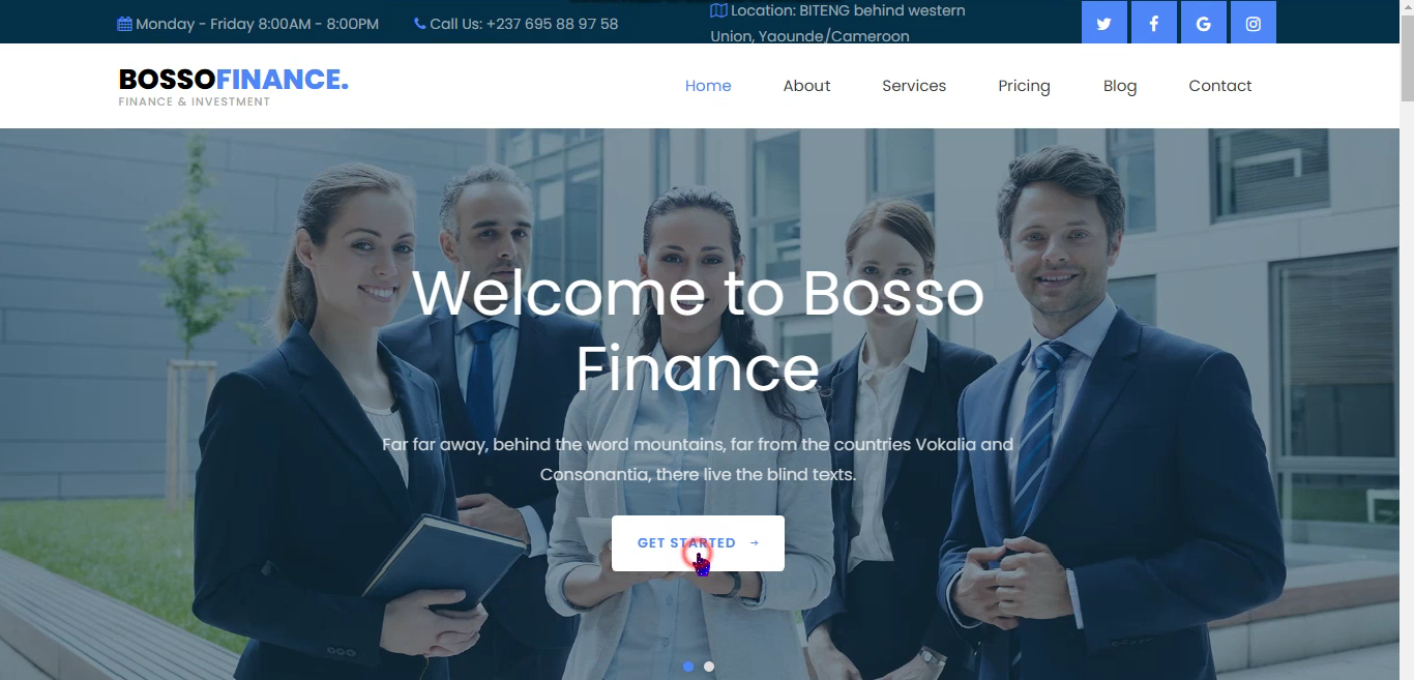 Monday - Friday 8:00AM - 8:00PM
Call Us: +237 695 88 97 58
Location: BITENG behind western
Union, Yaounde/Cameroon
BOSSOFINANCE.
FINANCE & INVESTMENT
Home
About
Services
Pricing
Blog
Contact
Welcome to Bosso
Finance
Far far away, behind the word mountains, far from the countries Vokalia and
Consonantia, there live the blind texts.
GET STARTED →